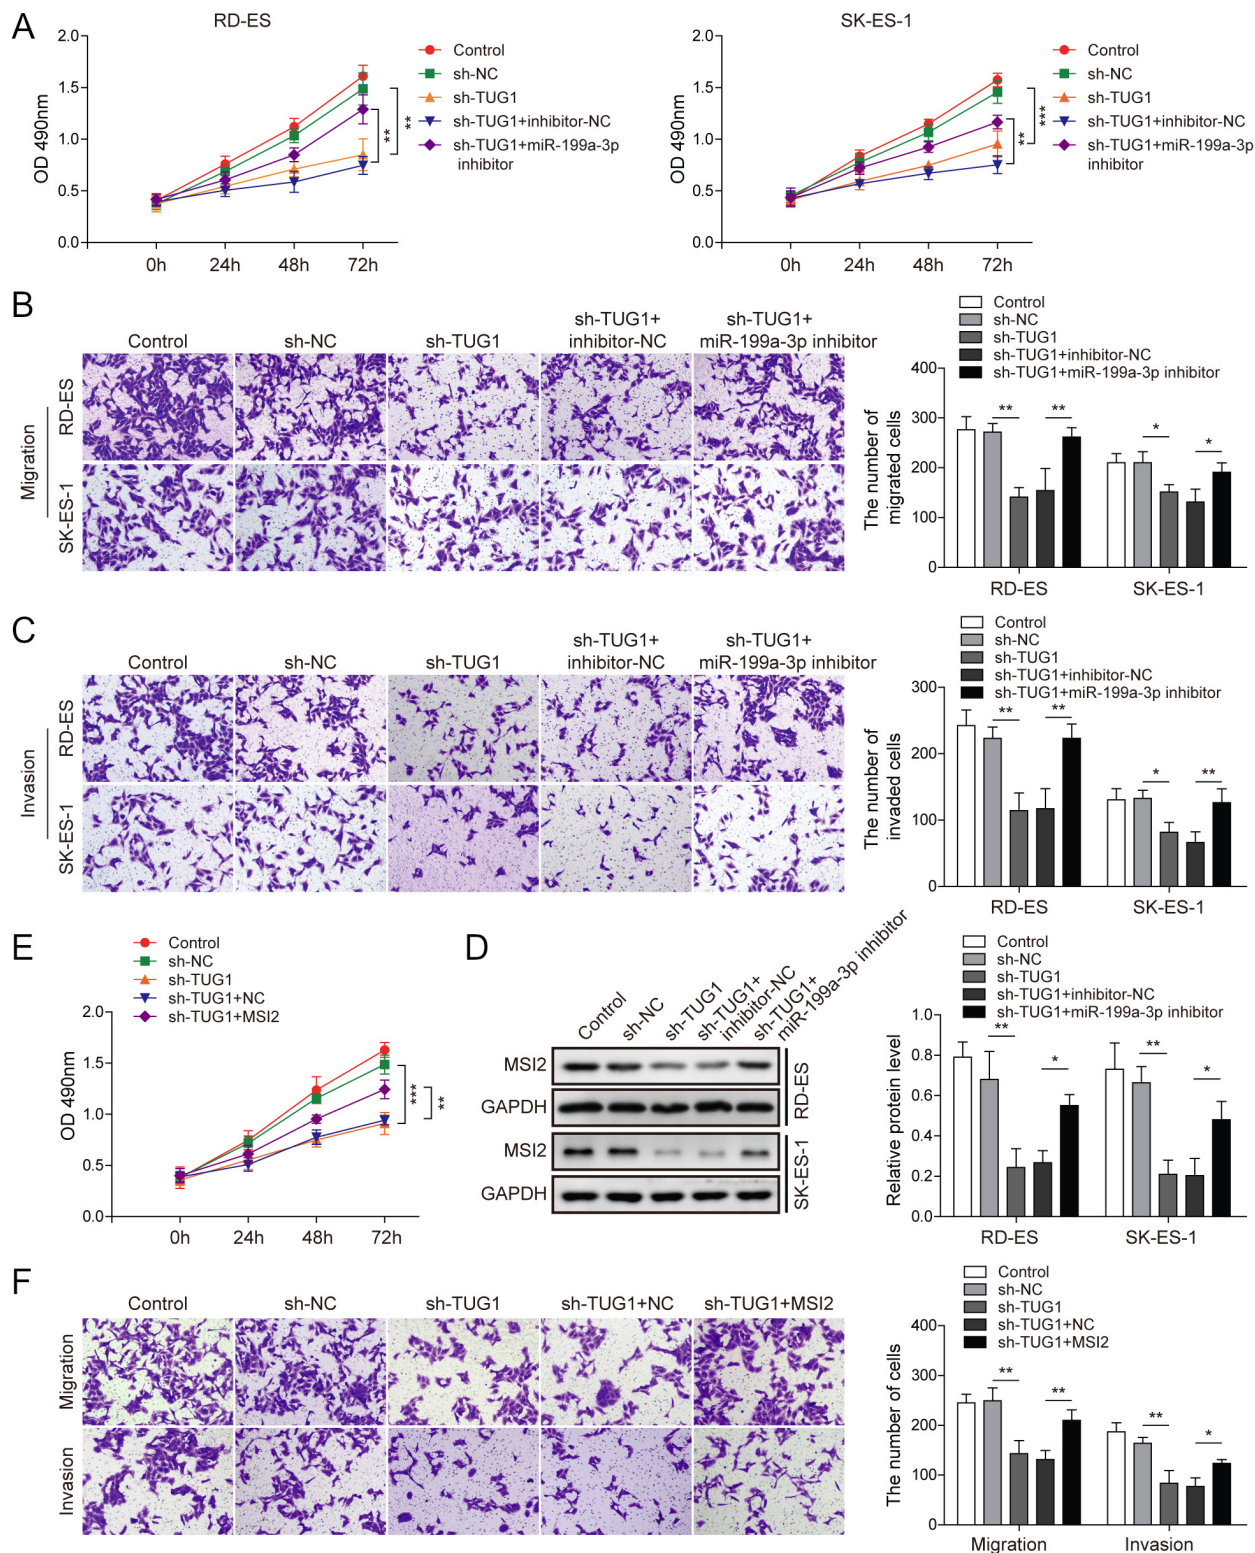 A
RD-ES
2.0
1.5
1.0
0.5
0.0
OD 490nm
0h 24h 48h 72h
Control
sh-NC
sh-TUG1
sh-TUG1+inhibitor-NC
sh-TUG1+miR-199a-3p
inhibitor
**
**
SK-ES-1
2.0
1.5
1.0
0.5
0.0
OD 490nm
0h 24h 48h 72h
Control
sh-NC
sh-TUG1
sh-TUG1+inhibitor-NC
sh-TUG1+miR-199a-3p
inhibitor
**
***
B
Control
sh-NC
sh-TUG1
sh-TUG1+
inhibitor-NC
sh-TUG1+
miR-199a-3p inhibitor
Migration
RD-ES
SK-ES-1
Control
sh-NC
sh-TUG1
sh-TUG1+inhibitor-NC
sh-TUG1+miR-199a-3p inhibitor
The number of
migrated cells
400
300
200
100
0
** ** * *
RD-ES SK-ES-1
C
Control
sh-NC
sh-TUG1
sh-TUG1+
inhibitor-NC
sh-TUG1+
miR-199a-3p inhibitor
Invasion
RD-ES
SK-ES-1
Control
sh-NC
sh-TUG1
sh-TUG1+inhibitor-NC
sh-TUG1+miR-199a-3p inhibitor
The number of
invaded cells
300
200
100
0
** ** * **
RD-ES SK-ES-1
E
Control
sh-NC
sh-TUG1
sh-TUG1+NC
sh-TUG1+MSI2
OD 490nm
2.0
1.5
1.0
0.5
0.0
0h 24h 48h 72h
***
**
D
Control
sh-NC
sh-TUG1
sh-TUG1+
inhibitor-NC
sh-TUG1+
miR-199a-3p inhibitor
MSI2
GAPDH
RD-ES
MSI2
GAPDH
SK-ES-1
Control
sh-NC
sh-TUG1
sh-TUG1+inhibitor-NC
sh-TUG1+miR-199a-3p inhibitor
Relative protein level
1.0
0.8
0.6
0.4
0.2
0.0
** * ** *
RD-ES SK-ES-1
F
Control
sh-NC
sh-TUG1
sh-TUG1+NC
sh-TUG1+MSI2
Migration
Invasion
Control
sh-NC
sh-TUG1
sh-TUG1+NC
sh-TUG1+MSI2
The number of cells
400
300
200
100
0
** ** ** *
Migration Invasion